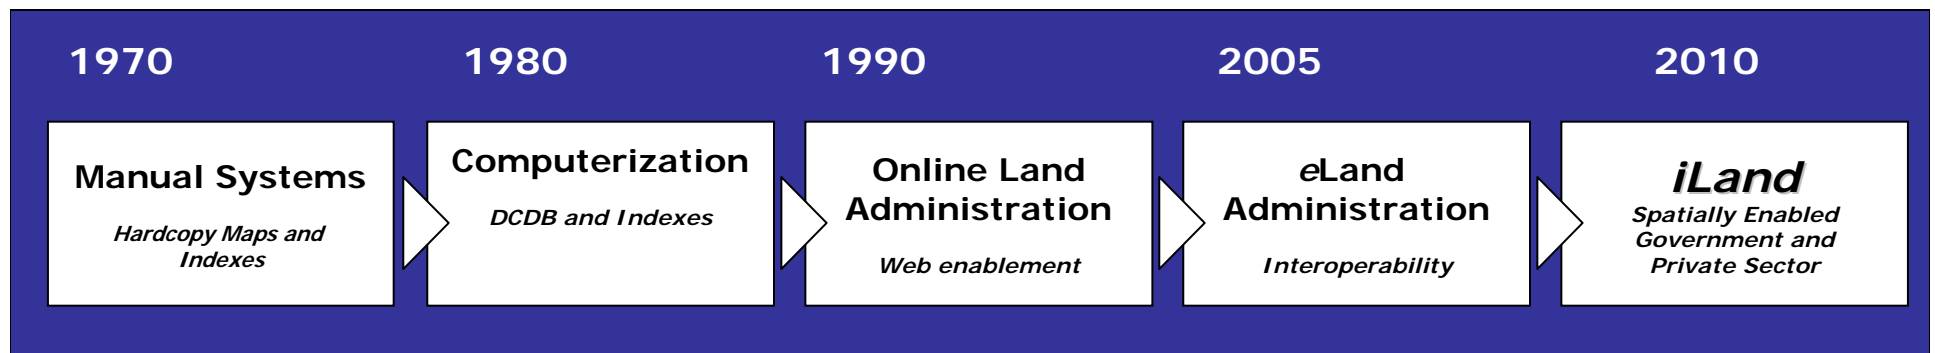 1970 1980 1990 2005 2010
Manual Systems
Hardcopy Maps and
Indexes
Computerization
DCDB and Indexes
Online Land
Administration
Web enablement
eLand
Administration
Interoperability
iLand
Spatially Enabled
Government and
Private Sector